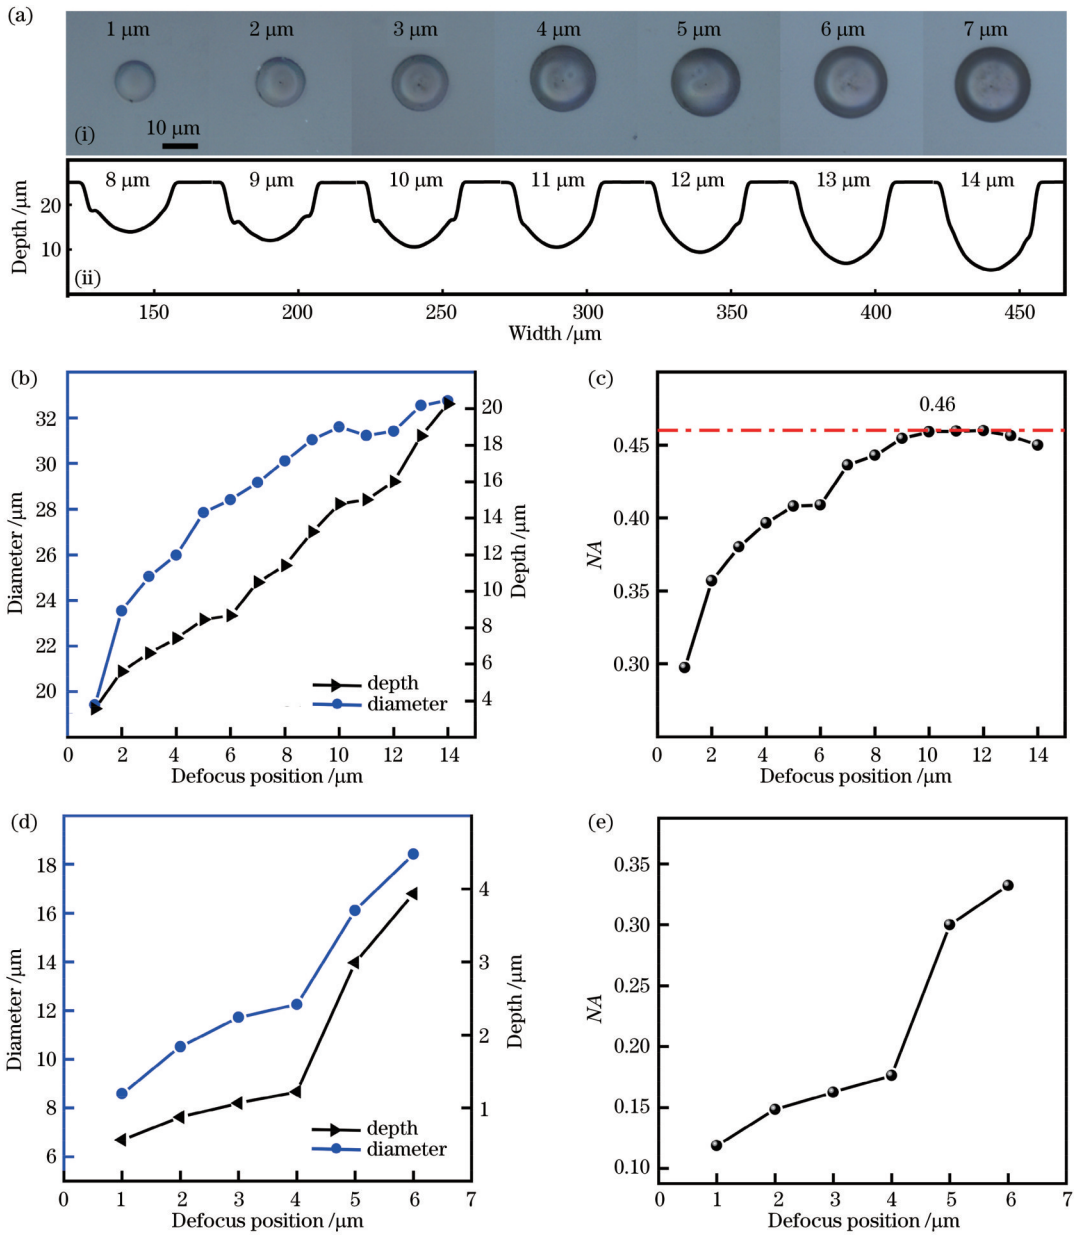 (a)
1 μm 2 μm 3 μm 4 μm 5 μm 6 μm 7 μm
10 μm
(i)
8 μm 9 μm 10 μm 11 μm 12 μm 13 μm 14 μm
Depth /μm
20
10
(ii)
150 200 250 300 350 400 450
Width /μm
(b)
Diameter /μm
32
30
28
26
24
22
20
20
18
16
14
12
10
8
6
4
Depth /μm
depth
diameter
0 2 4 6 8 10 12 14
Defocus position /μm
(c)
0.46
NA
0.45
0.40
0.35
0.30
0 2 4 6 8 10 12 14
Defocus position /μm
(d)
Diameter /μm
18
16
14
12
10
8
6
4
3
2
1
Depth /μm
depth
diameter
0 1 2 3 4 5 6 7
Defocus position /μm
(e)
NA
0.35
0.30
0.25
0.20
0.15
0.10
0 1 2 3 4 5 6 7
Defocus position /μm